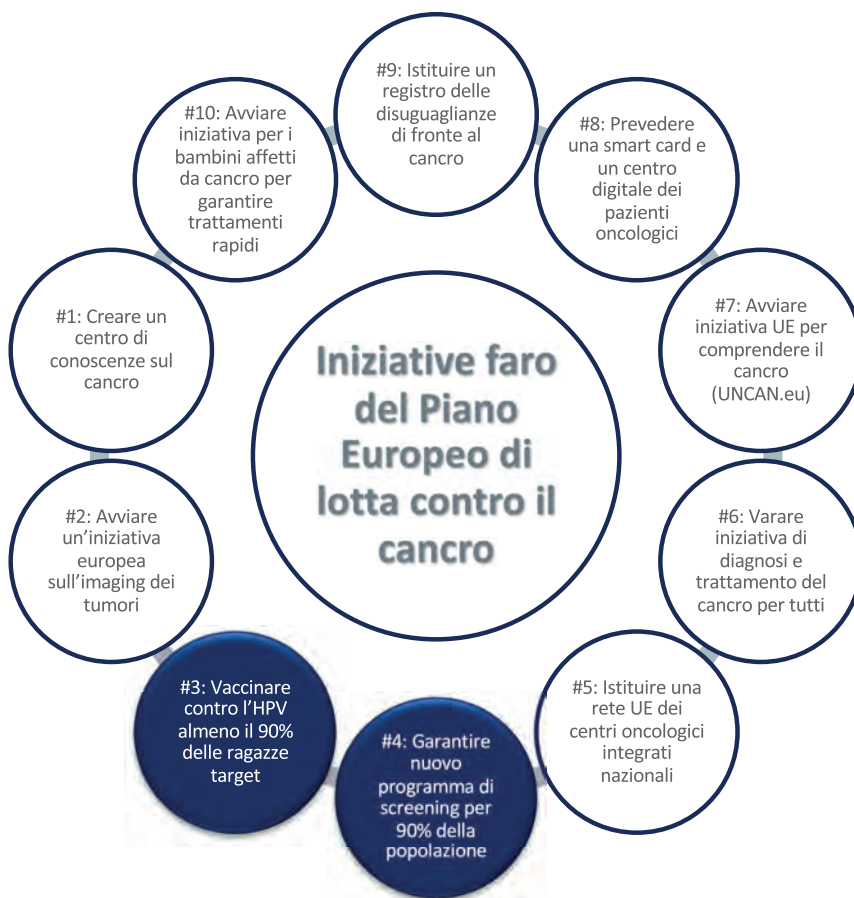 #9: Istituire un
registro delle
disuguaglianze
di fronte al
cancro
#10: Avviare
iniziativa per i
bambini affetti
da cancro per
garantire
trattamenti
rapidi
#8: Prevedere
una smart card e
un centro
digitale dei
pazienti
oncologici
#1: Creare un
centro di
conoscenze sul
cancro
#7: Avviare
iniziativa UE per
comprendere il
cancro
(UNCAN.eu)
Iniziative faro
del Piano
Europeo di
lotta contro il
cancro
#2: Avviare
un'iniziativa
europea
sull'imaging dei
tumori
#6: Varare
iniziativa di
diagnosi e
trattamento del
cancro per tutti
#3: Vaccinare
contro l'HPV
almeno il 90%
delle ragazze
target
#4: Garantire
nuovo
programma di
screening per
90% della
popolazione
#5: Istituire una
rete UE dei
centri oncologici
integrati
nazionali